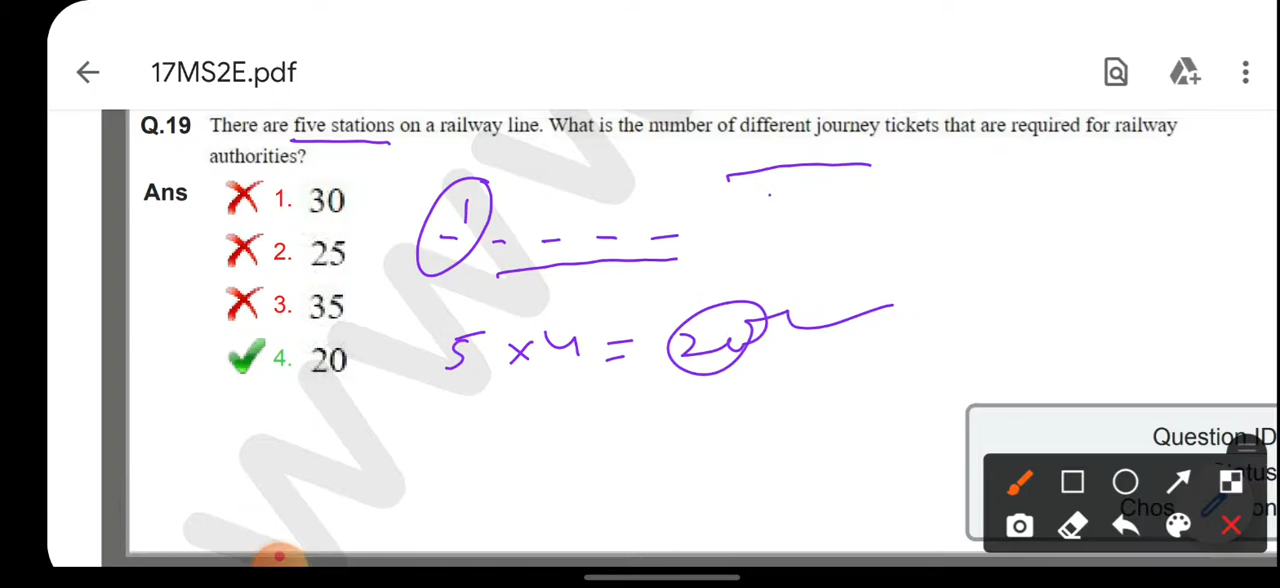 17MS2E.pdf
Q.19 There are five stations on a railway line. What is the number of different journey tickets that are required for railway
authorities?
Ans 1. 30
2. 25
3. 35
4. 20
1
5 × 4 = 20
Question ID
Chos